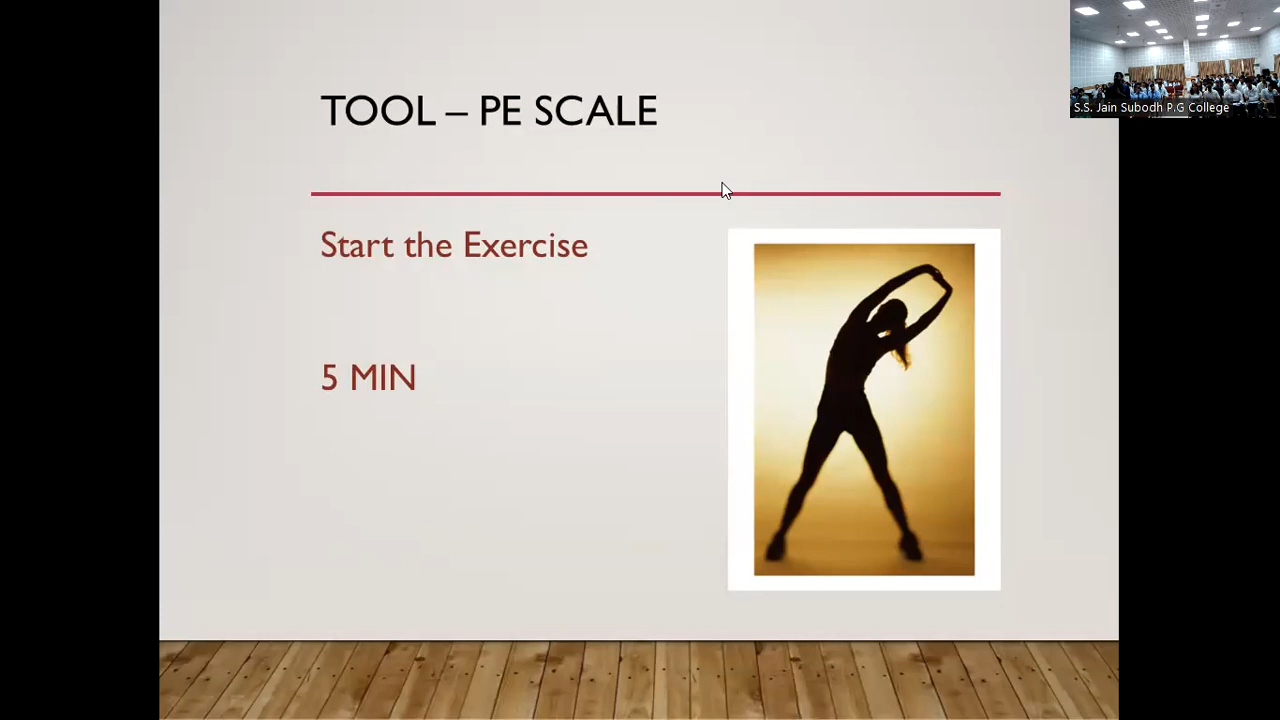 TOOL – PE SCALE
Start the Exercise
5 MIN
S.S. Jain Subodh P.G College